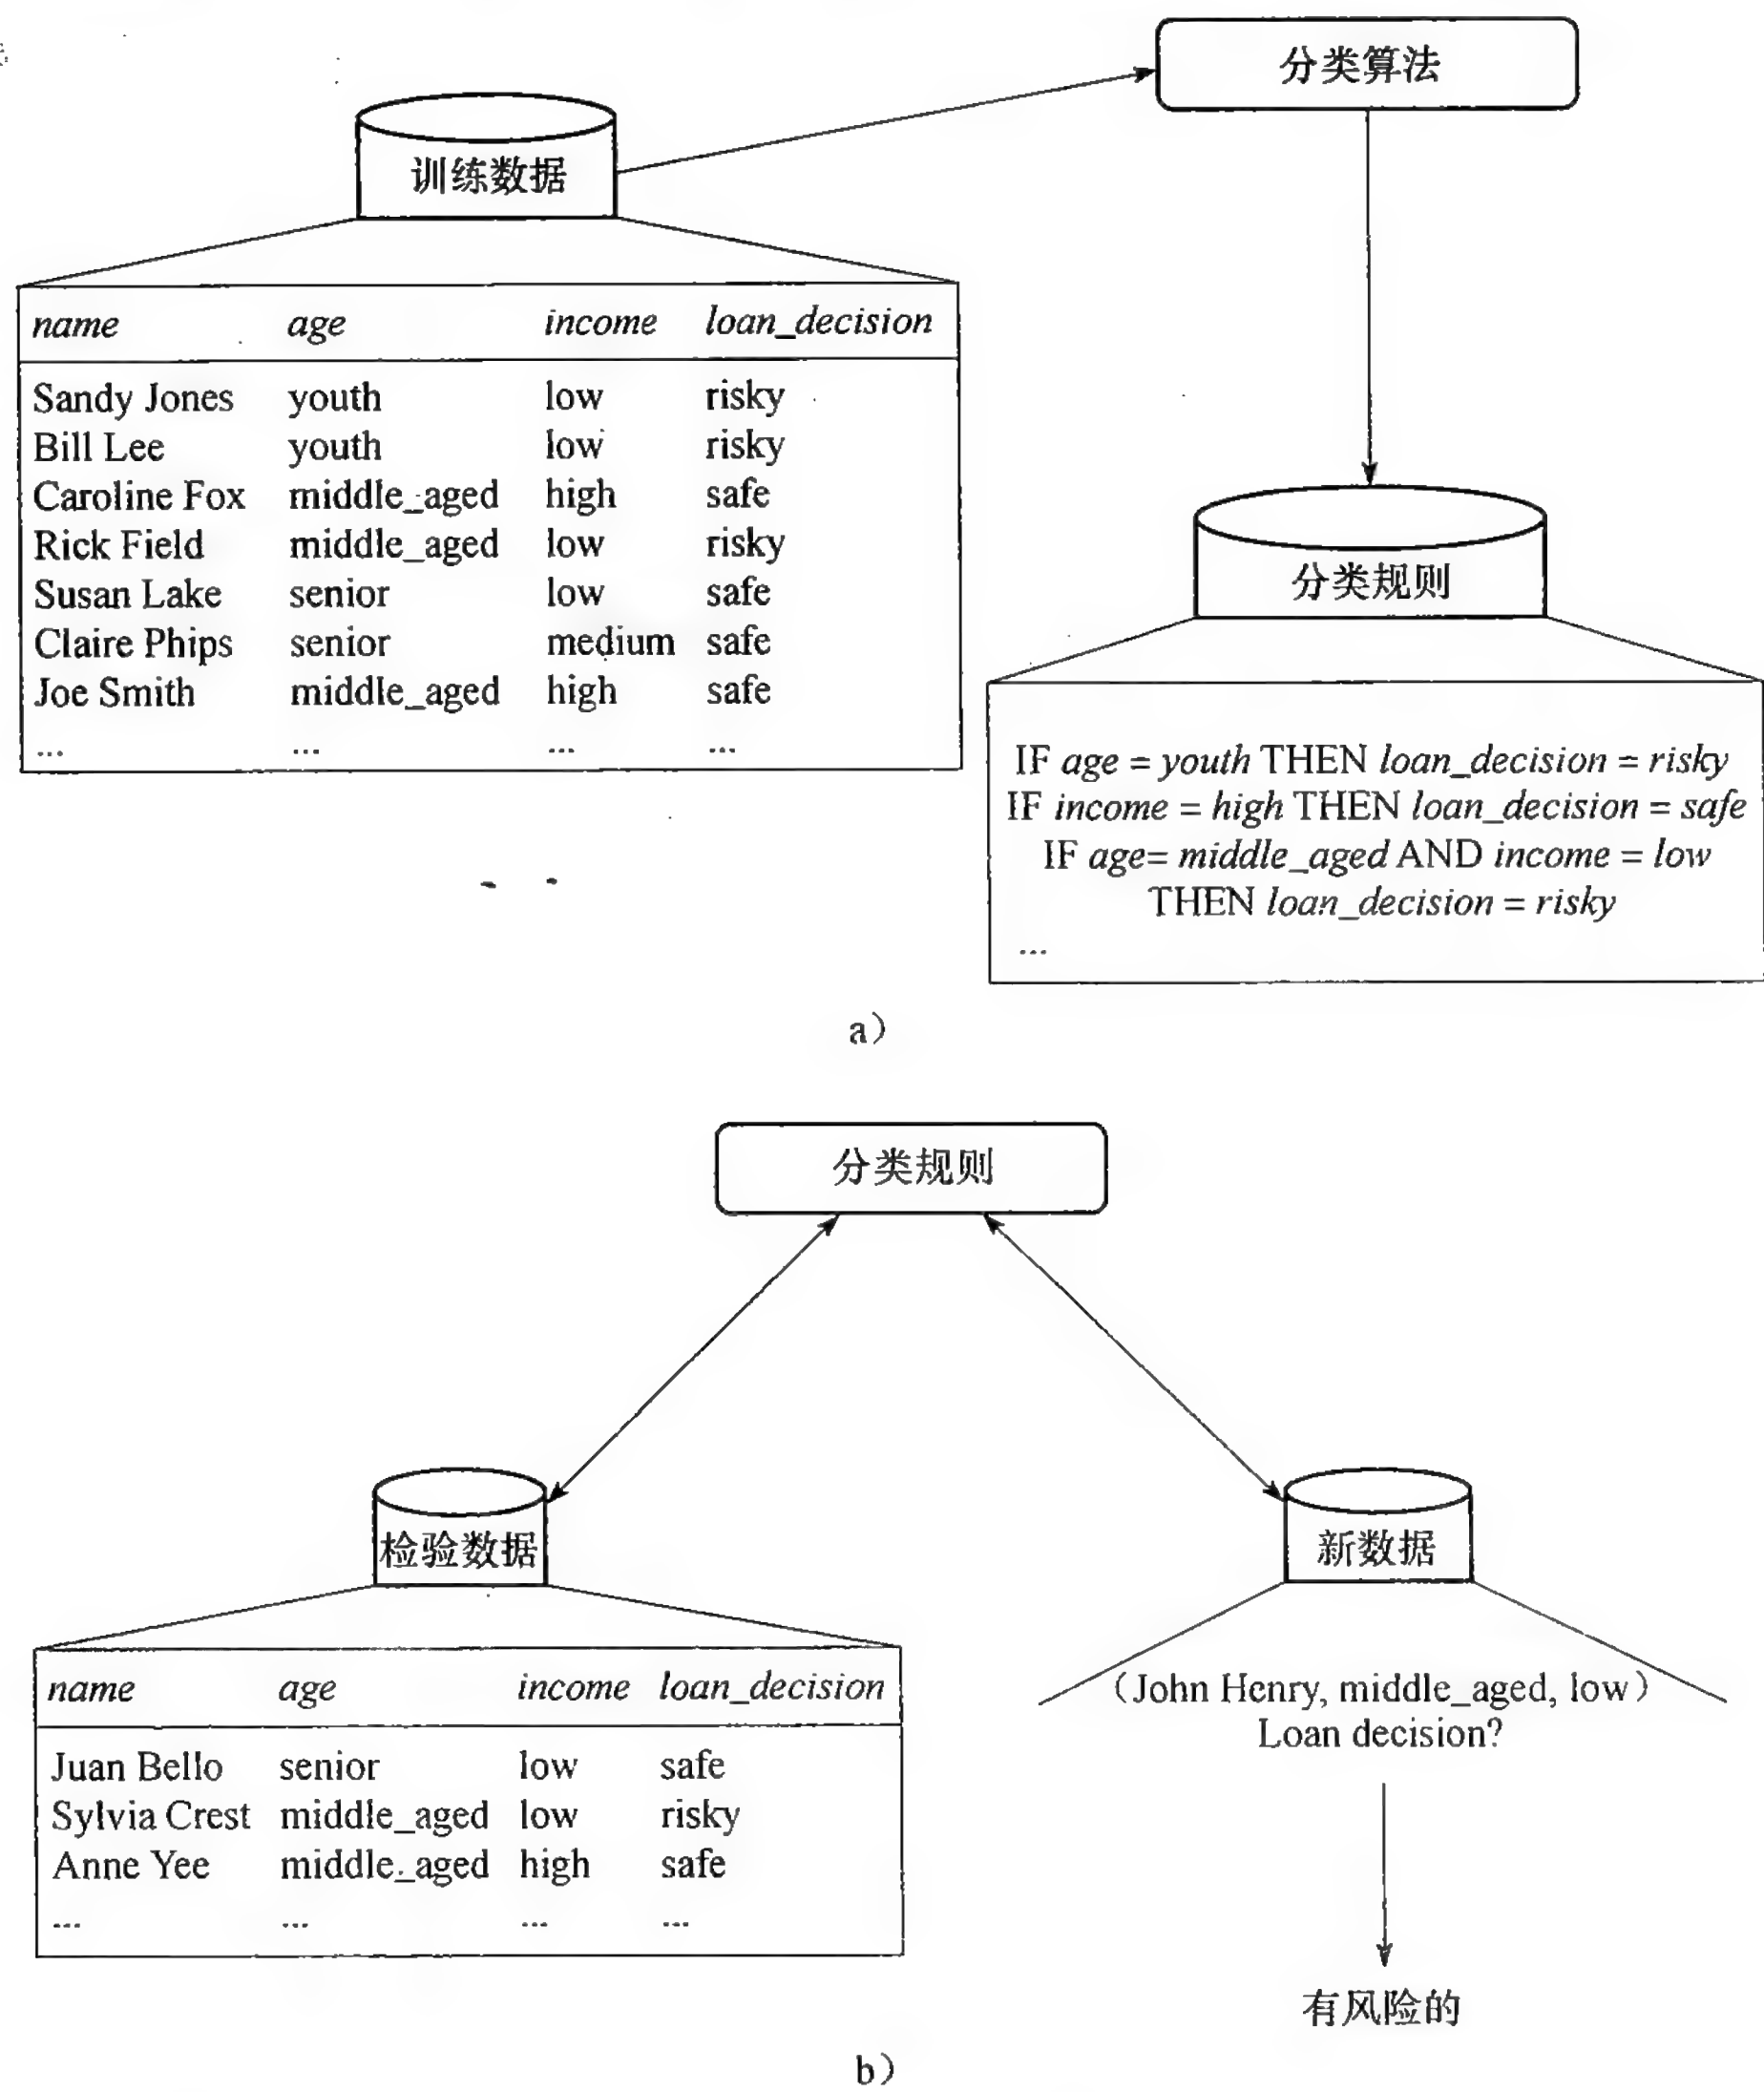 分类算法
训练数据
name age income loan_decision
Sandy Jones youth low risky
Bill Lee youth low risky
Caroline Fox middle_aged high safe
Rick Field middle_aged low risky
Susan Lake senior low safe
Claire Phips senior medium safe
Joe Smith middle_aged high safe
... ... ... ...
分类规则
IF age = youth THEN loan_decision = risky
IF income = high THEN loan_decision = safe
IF age= middle_aged AND income = low
THEN loan_decision = risky
...
a）
分类规则
检验数据
name age income loan_decision
Juan Bello senior low safe
Sylvia Crest middle_aged low risky
Anne Yee middle_aged high safe
... ... ... ...
新数据
（John Henry, middle_aged, low）
Loan decision?
有风险的
b）